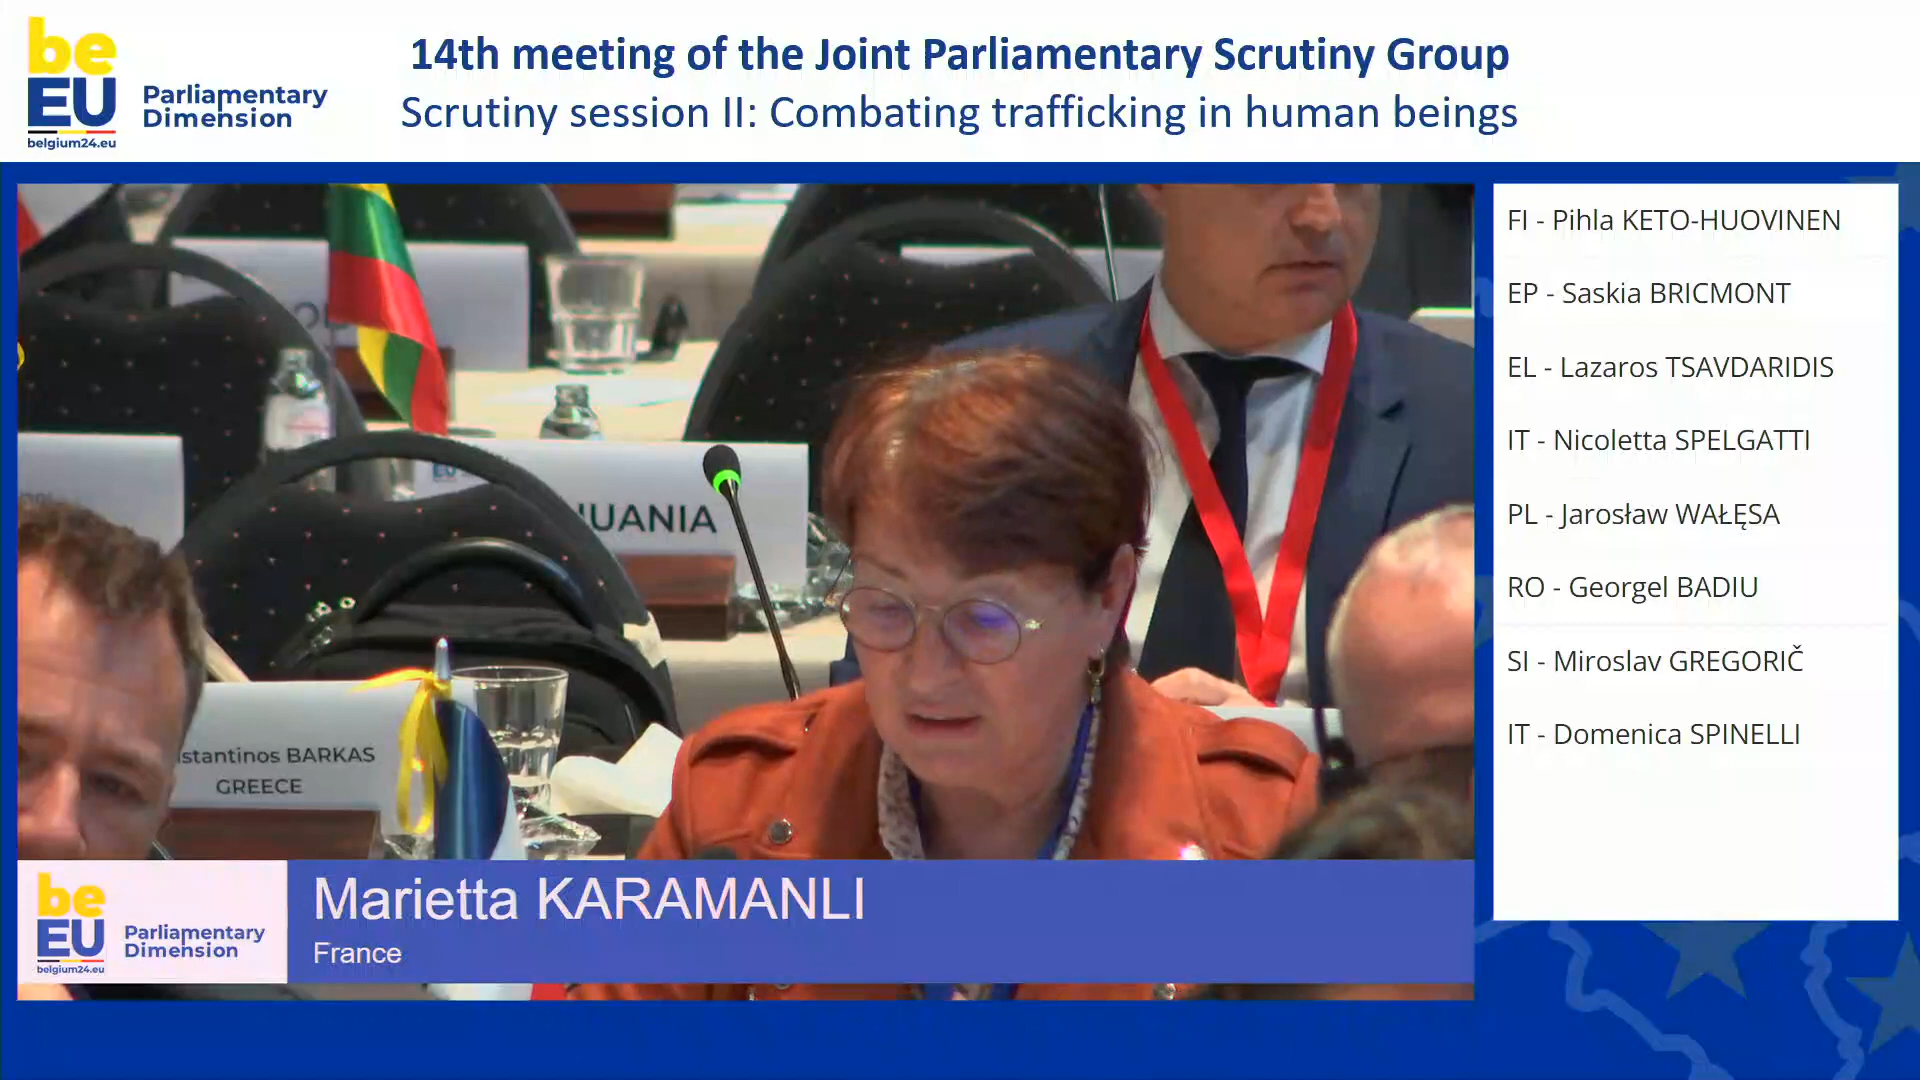 be
EU
Parliamentary
Dimension
belgium24.eu
14th meeting of the Joint Parliamentary Scrutiny Group
Scrutiny session II: Combating trafficking in human beings
FI - Pihla KETO-HUOVINEN
EP - Saskia BRICMONT
EL - Lazaros TSAVDARIDIS
IT - Nicoletta SPELGATTI
PL - Jarosław WAŁĘSA
RO - Georgel BADIU
SI - Miroslav GREGORIČ
IT - Domenica SPINELLI
UANIA
stantinos BARKAS
GREECE
be
EU
Parliamentary
Dimension
belgium24.eu
Marietta KARAMANLI
France